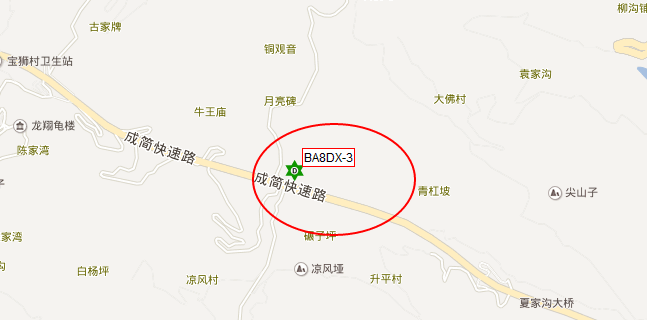 柳沟铺
古家牌
铜观音
宝狮村卫生站
袁家沟
月亮碑
大佛村
牛王庙
龙翔龟楼
成简快速路
陈家湾
BA8DX-3
D
成简快速路
青杠坡
尖山子
碾子坪
家湾
白杨坪
凉风垭
凉风村
升平村
夏家沟大桥